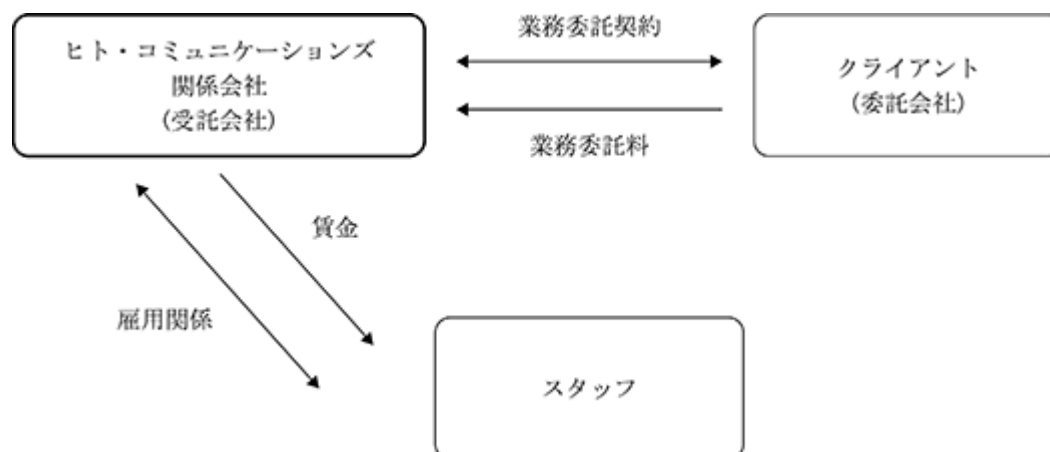 ヒト・コミュニケーションズ
関係会社
(受託会社)
業務委託契約
業務委託料
クライアント
(委託会社)
賃金
雇用関係
スタッフ